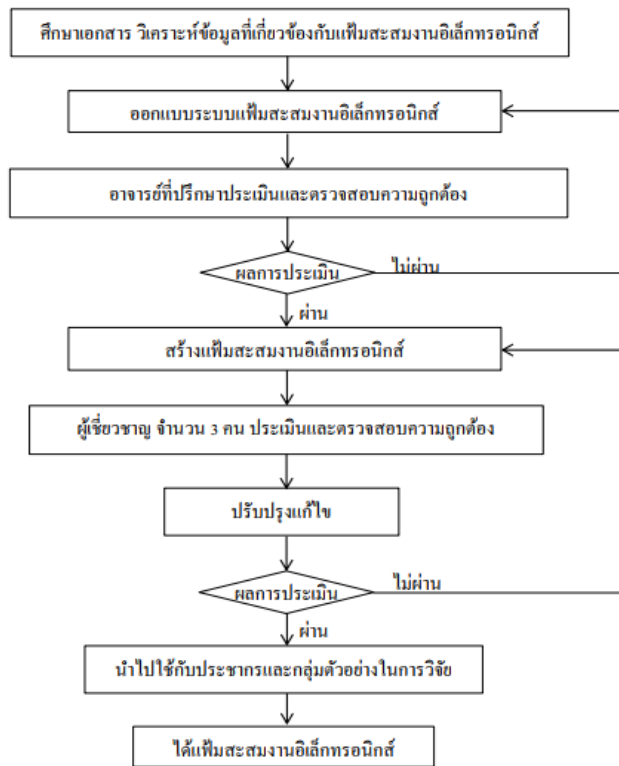 ศึกษาเอกสาร วิเคราะห์ข้อมูลที่เกี่ยวข้องกับแฟ้มสะสมงานอิเล็กทรอนิกส์
ออกแบบระบบแฟ้มสะสมงานอิเล็กทรอนิกส์
อาจารย์ที่ปรึกษาประเมินและตรวจสอบความถูกต้อง
ผลการประเมิน
ไม่ผ่าน
ผ่าน
สร้างแฟ้มสะสมงานอิเล็กทรอนิกส์
ผู้เชี่ยวชาญ จำนวน 3 คน ประเมินและตรวจสอบความถูกต้อง
ปรับปรุงแก้ไข
ผลการประเมิน
ไม่ผ่าน
ผ่าน
นำไปใช้กับประชากรและกลุ่มตัวอย่างในการวิจัย
ได้แฟ้มสะสมงานอิเล็กทรอนิกส์